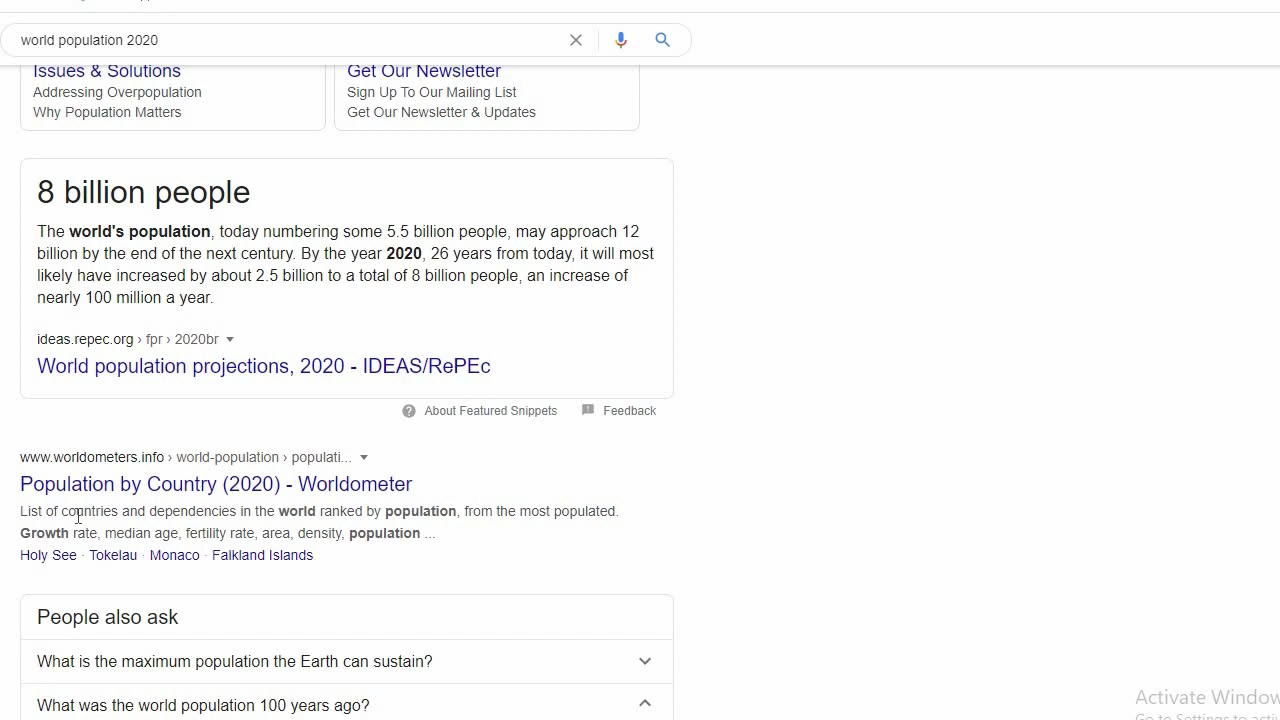 world population 2020
Issues & Solutions
Addressing Overpopulation
Why Population Matters
Get Our Newsletter
Sign Up To Our Mailing List
Get Our Newsletter & Updates
8 billion people
The world's population, today numbering some 5.5 billion people, may approach 12
billion by the end of the next century. By the year 2020, 26 years from today, it will most
likely have increased by about 2.5 billion to a total of 8 billion people, an increase of
nearly 100 million a year.
ideas.repec.org › fpr › 2020br
World population projections, 2020 - IDEAS/RePEc
About Featured Snippets
Feedback
www.worldometers.info › world-population › populati...
Population by Country (2020) - Worldometer
List of countries and dependencies in the world ranked by population, from the most populated.
Growth rate, median age, fertility rate, area, density, population ...
Holy See · Tokelau · Monaco · Falkland Islands
People also ask
What is the maximum population the Earth can sustain?
What was the world population 100 years ago?
Activate Window
Go to Settings to activ